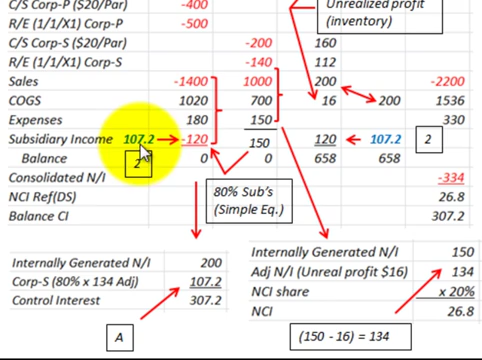 C/S Corp-P ($20/Par) -400
R/E (1/1/X1) Corp-P -500
Unrealized profit
(inventory)
C/S Corp-S ($20/Par) -200 160
R/E (1/1/X1) Corp-S -140 112
Sales -1400 1000 200 -2200
COGS 1020 700 16 200 1536
Expenses 180 150 330
Subsidiary Income 107.2 -120 150 120 107.2 2
2
Balance 0 0 658 658
Consolidated N/I -334
NCI Ref(DS) 26.8
Balance CI 307.2
80% Sub's
(Simple Eq.)
Internally Generated N/I 200
Corp-S (80% x 134 Adj) 107.2
Control Interest 307.2
A
Internally Generated N/I 150
Adj N/I (Unreal profit $16) 134
NCI share x 20%
NCI 26.8
(150 - 16) = 134